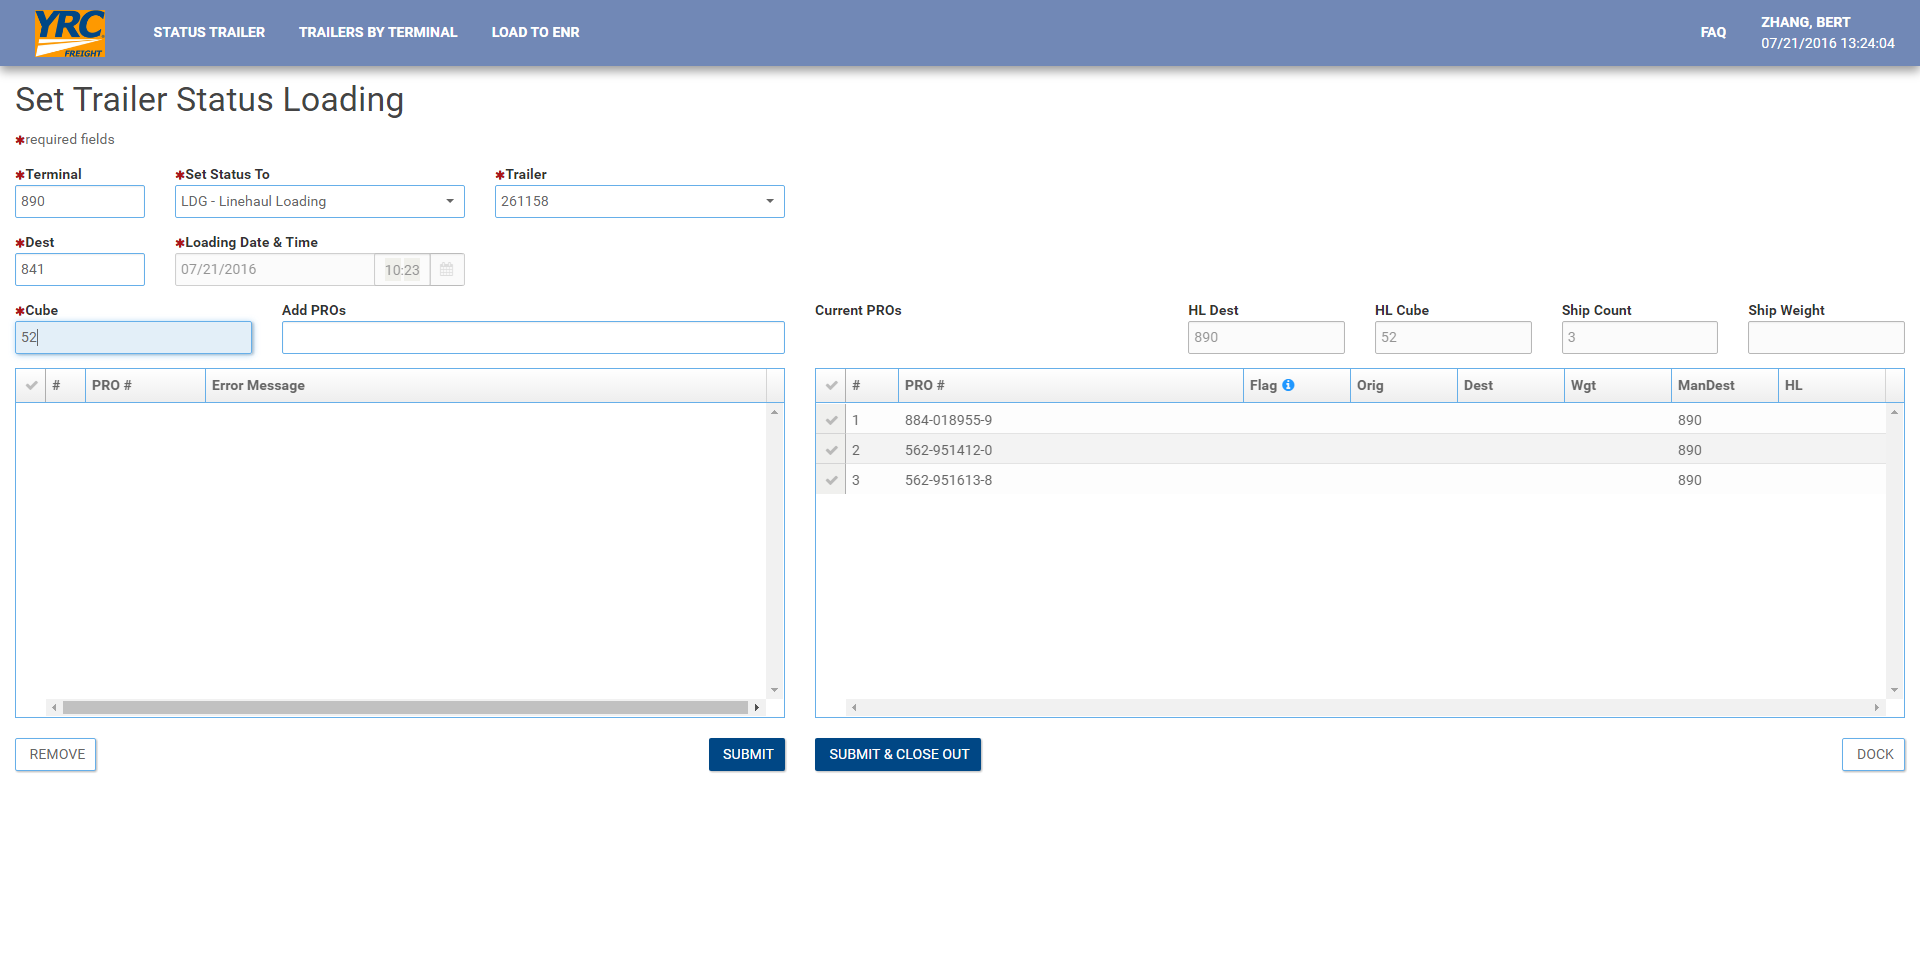 YRC
FREIGHT
STATUS TRAILER TRAILERS BY TERMINAL LOAD TO ENR FAQ ZHANG, BERT
07/21/2016 13:24:04
Set Trailer Status Loading
✱required fields
✱Terminal ✱Set Status To ✱Trailer
890 LDG - Linehaul Loading 261158
✱Dest ✱Loading Date & Time
841 07/21/2016 10:23
✱Cube Add PROs Current PROs HL Dest HL Cube Ship Count Ship Weight
52 890 52 3
# PRO # Error Message # PRO # Flag Orig Dest Wgt ManDest HL
1 884-018955-9 890
2 562-951412-0 890
3 562-951613-8 890
REMOVE SUBMIT SUBMIT & CLOSE OUT DOCK